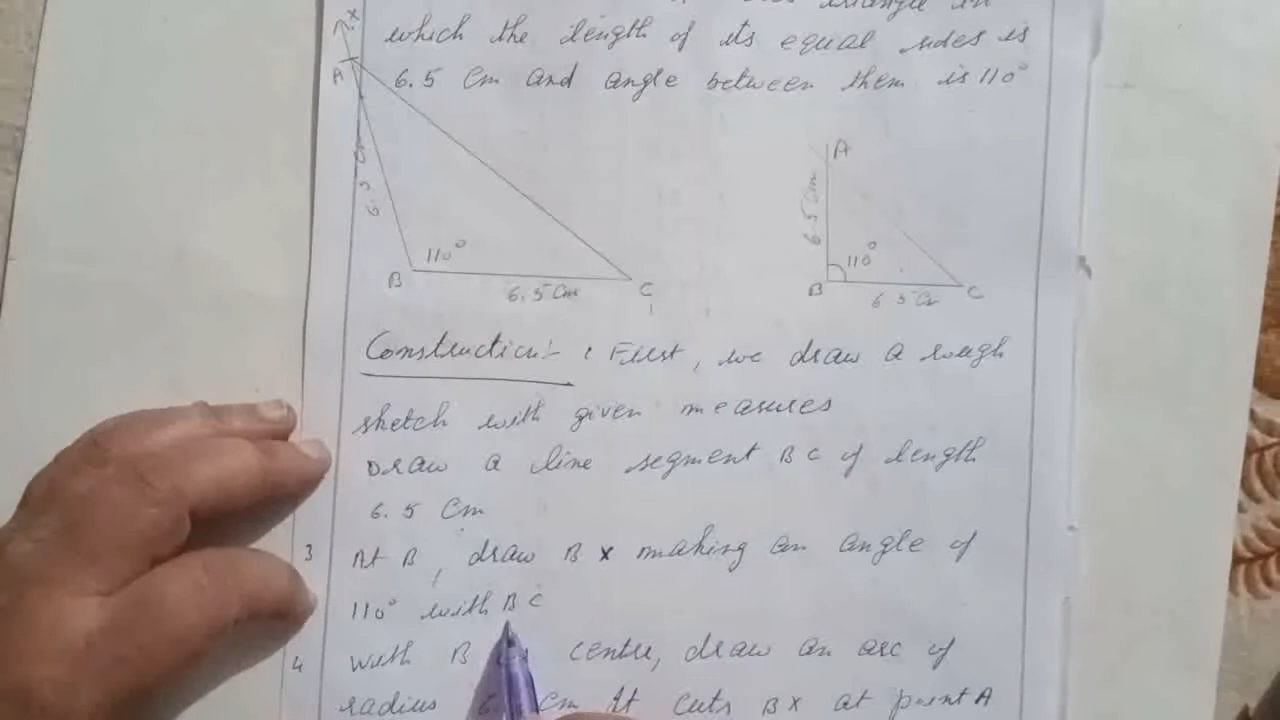 triangle in
which the length of its equal sides is
6.5 Cm and angle between them is 110°
X
A
6.5 Cm
110°
B
6.5 Cm
C
A
6.5 Cm
110°
B
6.5 C
C
Construction:- : First, we draw a rough
sketch with given measures
Draw a line segment BC of length
6.5 Cm
3 At B, draw B x making an angle of
110° with BC
4 With B as centre, draw an arc of
radius Cm It cuts BX at point A